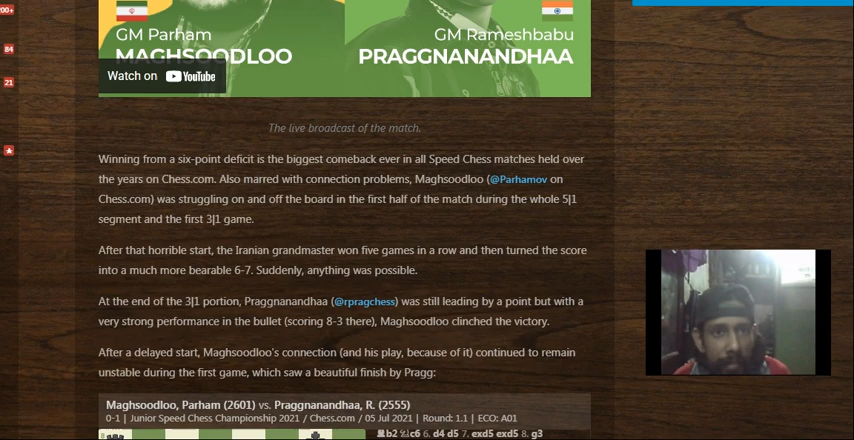 00+
84
21
GM Parham
MAGHSOODLOO
GM Rameshbabu
PRAGGNANANDHAA
Watch on YouTube
The live broadcast of the match.
Winning from a six-point deficit is the biggest comeback ever in all Speed Chess matches held over
the years on Chess.com. Also marred with connection problems, Maghsoodloo (@Parhamov on
Chess.com) was struggling on and off the board in the first half of the match during the whole 5|1
segment and the first 3|1 game.
After that horrible start, the Iranian grandmaster won five games in a row and then turned the score
into a much more bearable 6-7. Suddenly, anything was possible.
At the end of the 3|1 portion, Praggnanandhaa (@rpragchess) was still leading by a point but with a
very strong performance in the bullet (scoring 8-3 there), Maghsoodloo clinched the victory.
After a delayed start, Maghsoodloo's connection (and his play, because of it) continued to remain
unstable during the first game, which saw a beautiful finish by Pragg:
Maghsoodloo, Parham (2601) vs. Praggnanandhaa, R. (2555)
0-1 | Junior Speed Chess Championship 2021 / Chess.com / 05 Jul 2021 | Round: 1.1 | ECO: A01
♝b2 ♞c6 6. d4 d5 7. exd5 exd5 8. g3